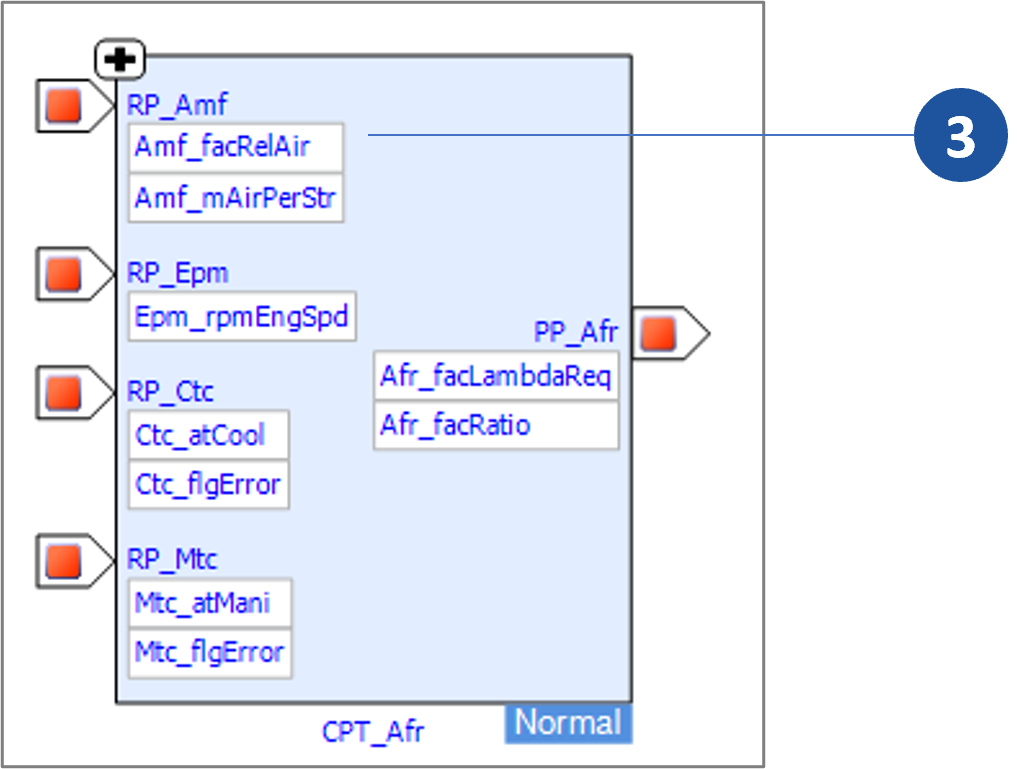 RP_Amf
Amf_facRelAir
Amf_mAirPerStr
3
RP_Epm
Epm_rpmEngSpd
PP_Afr
Afr_facLambdaReq
Afr_facRatio
RP_Ctc
Ctc_atCool
Ctc_flgError
RP_Mtc
Mtc_atMani
Mtc_flgError
CPT_Afr
Normal